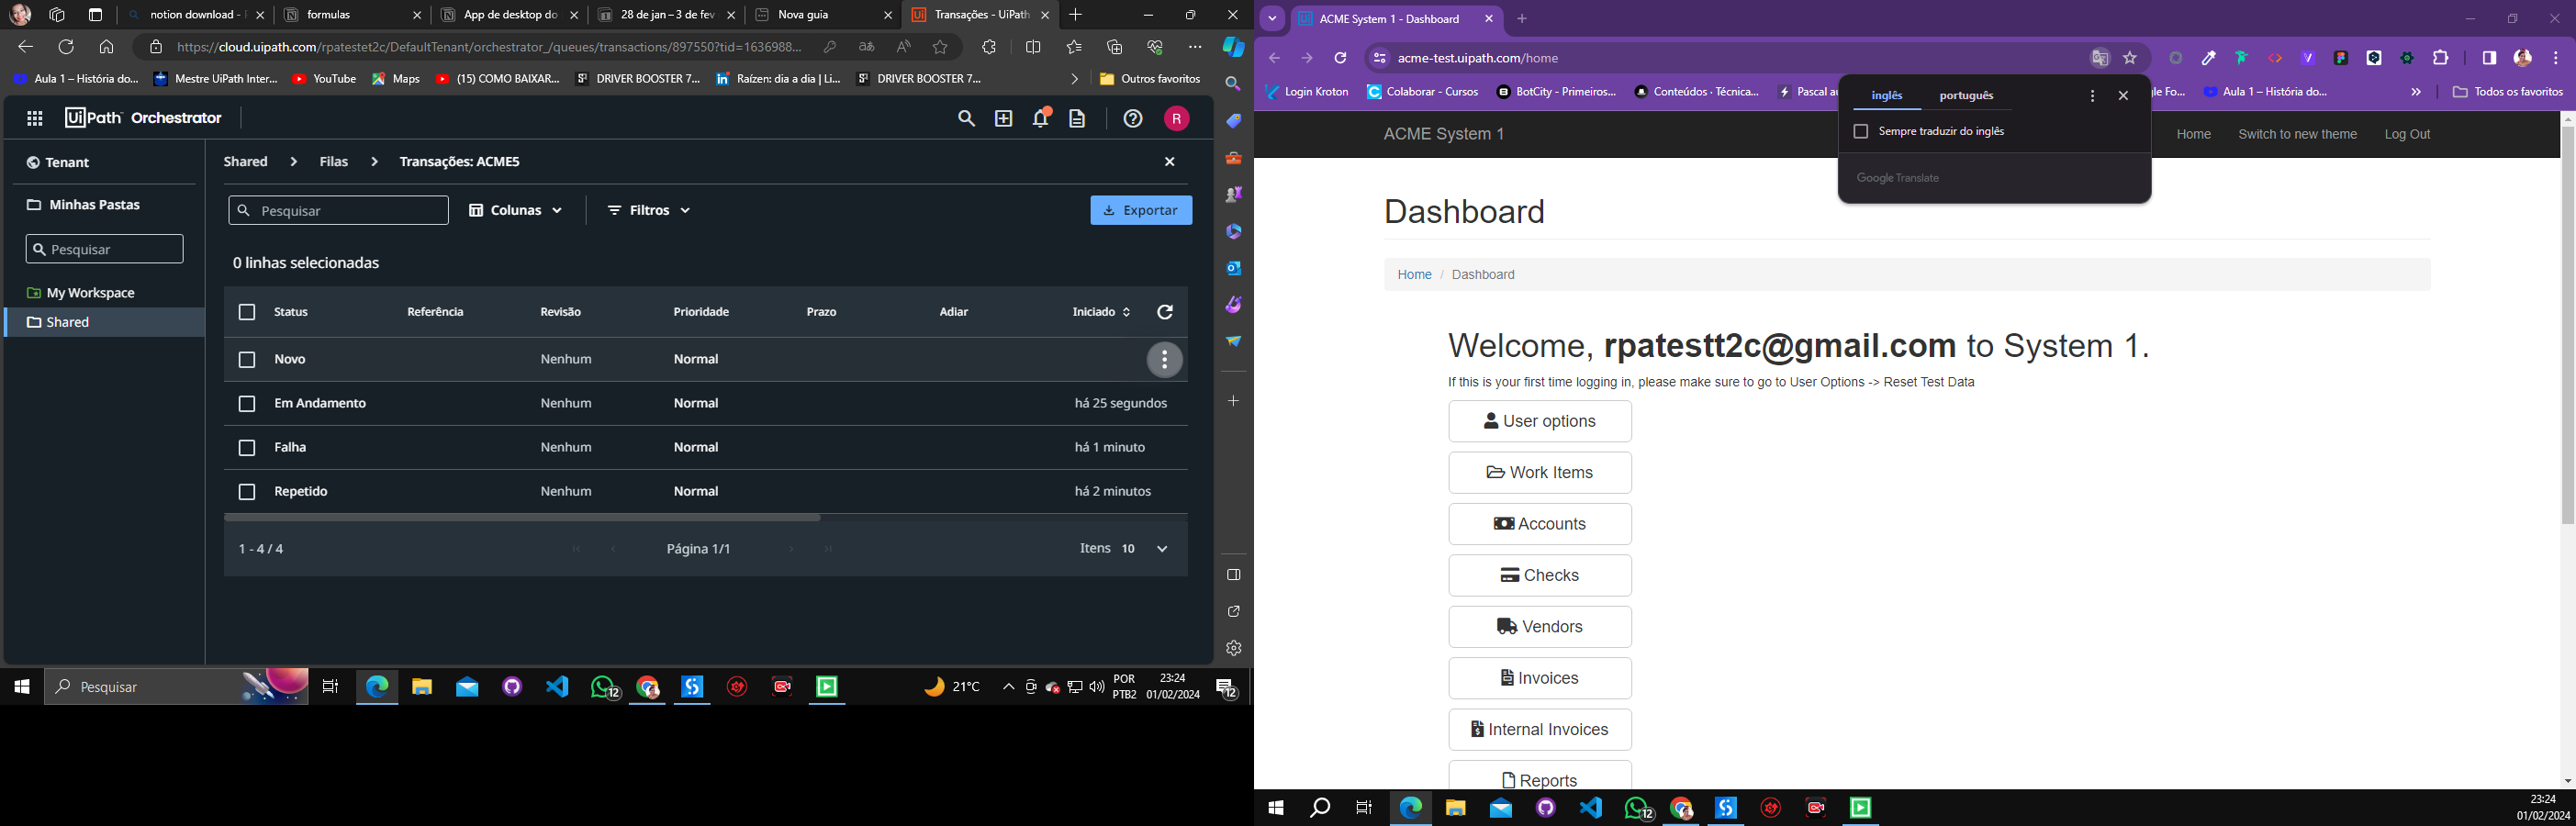 notion download - 
formulas
App de desktop do
28 de jan – 3 de fev
Nova guia
Transações - UiPath
https://cloud.uipath.com/rpatestet2c/DefaultTenant/orchestrator_/queues/transactions/897550?tid=1636988...
Aula 1 – História do...
Mestre UiPath Inter...
YouTube
Maps
(15) COMO BAIXAR...
DRIVER BOOSTER 7...
Raízen: dia a dia | Li...
DRIVER BOOSTER 7...
Outros favoritos
UiPath Orchestrator
R
Tenant
Minhas Pastas
Pesquisar
My Workspace
Shared
Shared > Filas > Transações: ACME5
Pesquisar
Colunas
Filtros
Exportar
0 linhas selecionadas
Status Referência Revisão Prioridade Prazo Adiar Iniciado
Novo Nenhum Normal
Em Andamento Nenhum Normal há 25 segundos
Falha Nenhum Normal há 1 minuto
Repetido Nenhum Normal há 2 minutos
1 - 4 / 4
Página 1/1
Itens 10
Pesquisar
12
21°C
POR
PTB2
23:24
01/02/2024
12
ACME System 1 - Dashboard
acme-test.uipath.com/home
Login Kroton
Colaborar - Cursos
BotCity - Primeiros...
Conteúdos · Técnica...
Pascal au
le Fo...
Aula 1 – História do...
Todos os favoritos
inglês
português
Sempre traduzir do inglês
Google Translate
ACME System 1
Home
Switch to new theme
Log Out
Dashboard
Home / Dashboard
Welcome, rpatestt2c@gmail.com to System 1.
If this is your first time logging in, please make sure to go to User Options -> Reset Test Data
User options
Work Items
Accounts
Checks
Vendors
Invoices
Internal Invoices
Reports
12
23:24
01/02/2024